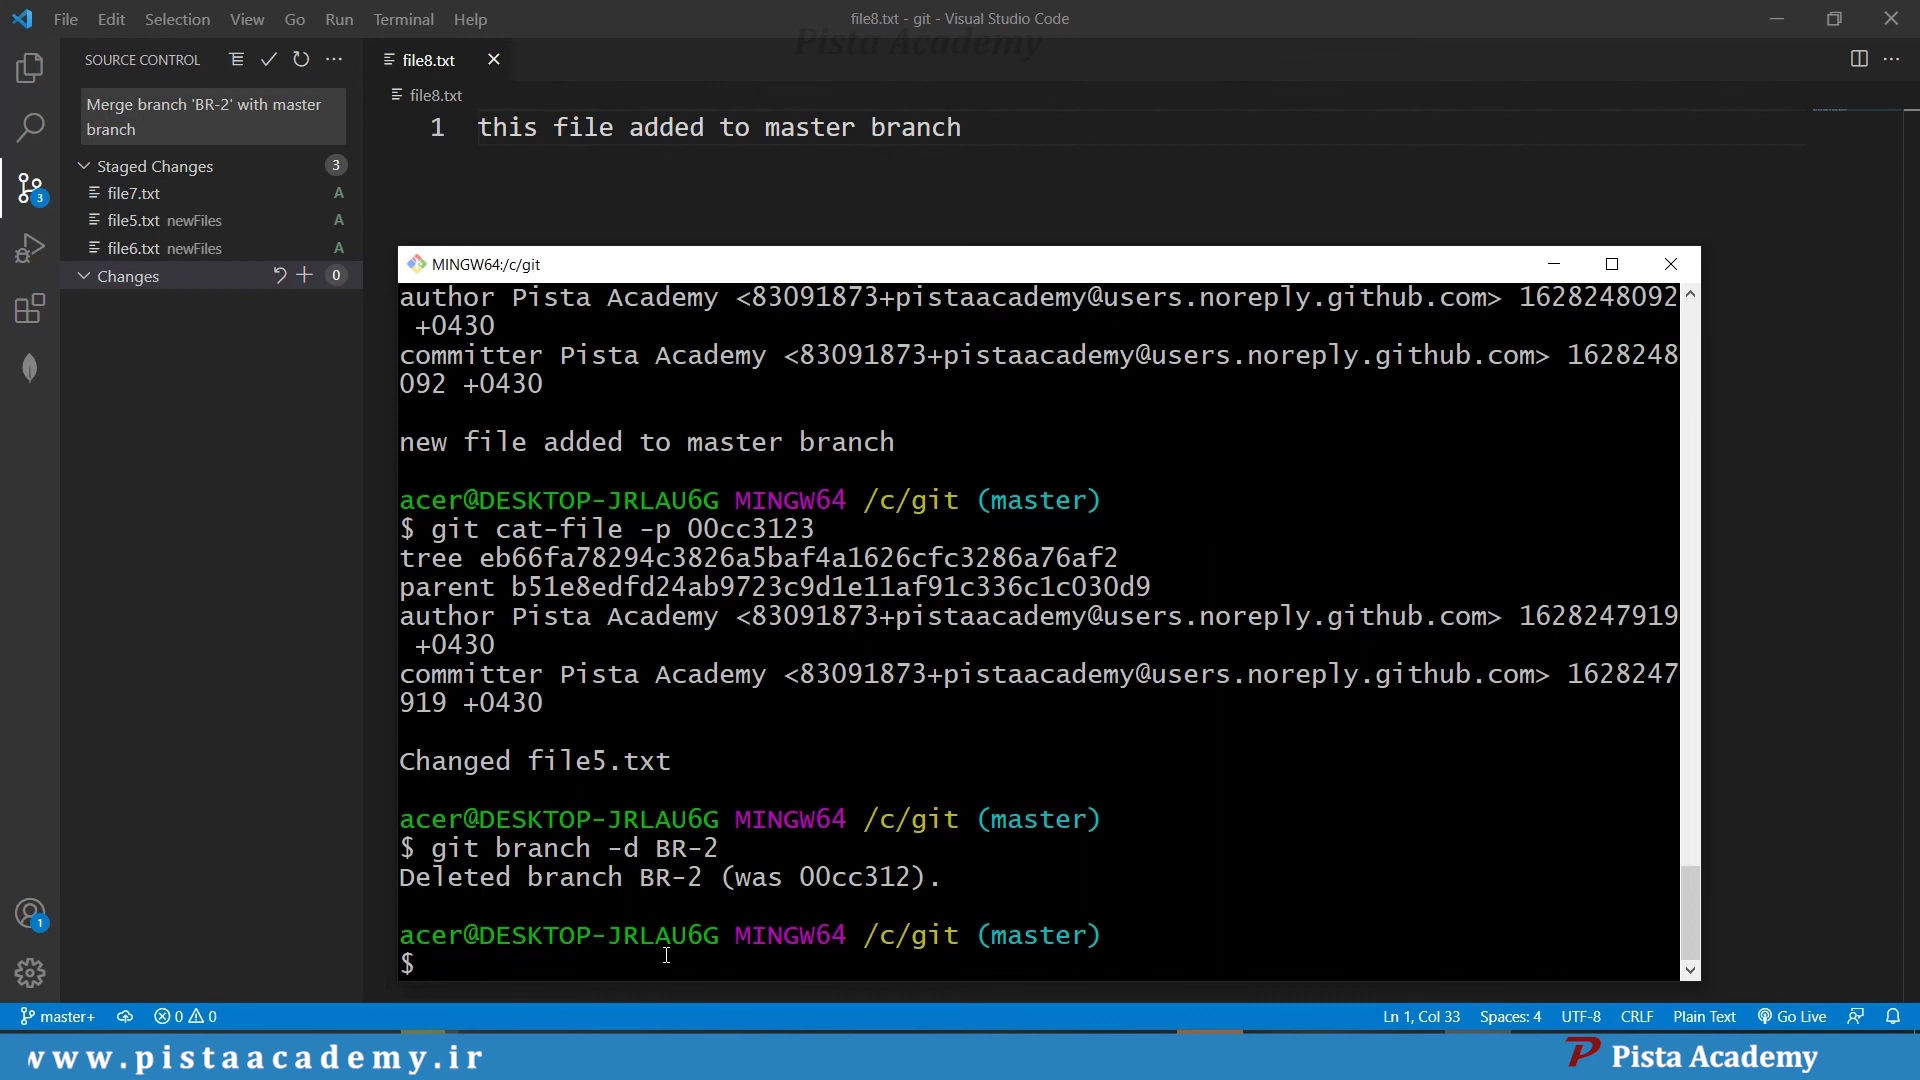 File Edit Selection View Go Run Terminal Help
file8.txt - git - Visual Studio Code
Pista Academy
SOURCE CONTROL
file8.txt
Merge branch 'BR-2' with master
branch
file8.txt
1 this file added to master branch
Staged Changes 3
file7.txt A
file5.txt newFiles A
file6.txt newFiles A
Changes 0
3
MINGW64:/c/git
author Pista Academy <83091873+pistaacademy@users.noreply.github.com> 1628248092
+0430
committer Pista Academy <83091873+pistaacademy@users.noreply.github.com> 1628248
092 +0430
new file added to master branch
acer@DESKTOP-JRLAU6G MINGW64 /c/git (master)
$ git cat-file -p 00cc3123
tree eb66fa78294c3826a5baf4a1626cfc3286a76af2
parent b51e8edfd24ab9723c9d1e11af91c336c1c030d9
author Pista Academy <83091873+pistaacademy@users.noreply.github.com> 1628247919
+0430
committer Pista Academy <83091873+pistaacademy@users.noreply.github.com> 1628247
919 +0430
Changed file5.txt
acer@DESKTOP-JRLAU6G MINGW64 /c/git (master)
$ git branch -d BR-2
Deleted branch BR-2 (was 00cc312).
acer@DESKTOP-JRLAU6G MINGW64 /c/git (master)
$
1
master+ 0 0 Ln 1, Col 33 Spaces: 4 UTF-8 CRLF Plain Text Go Live
www.pistaacademy.ir
Pista Academy